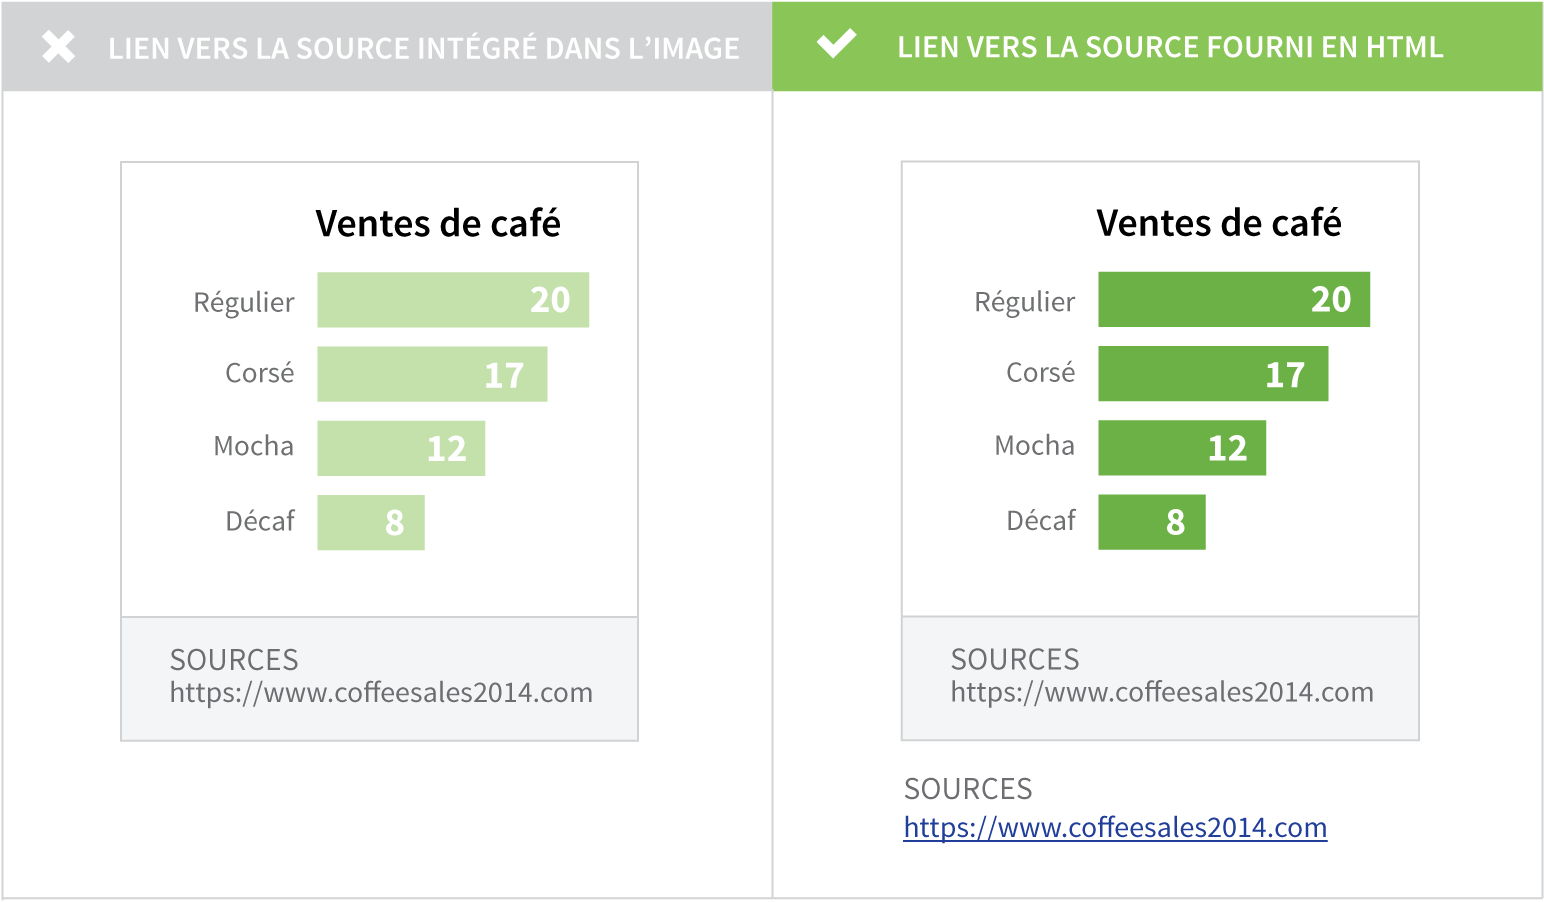 LIEN VERS LA SOURCE INTÉGRÉ DANS L’IMAGE
Ventes de café
Régulier 20
Corsé 17
Mocha 12
Décaf 8
SOURCES
https://www.coffeesales2014.com
LIEN VERS LA SOURCE FOURNI EN HTML
Ventes de café
Régulier 20
Corsé 17
Mocha 12
Décaf 8
SOURCES
https://www.coffeesales2014.com
SOURCES
https://www.coffeesales2014.com